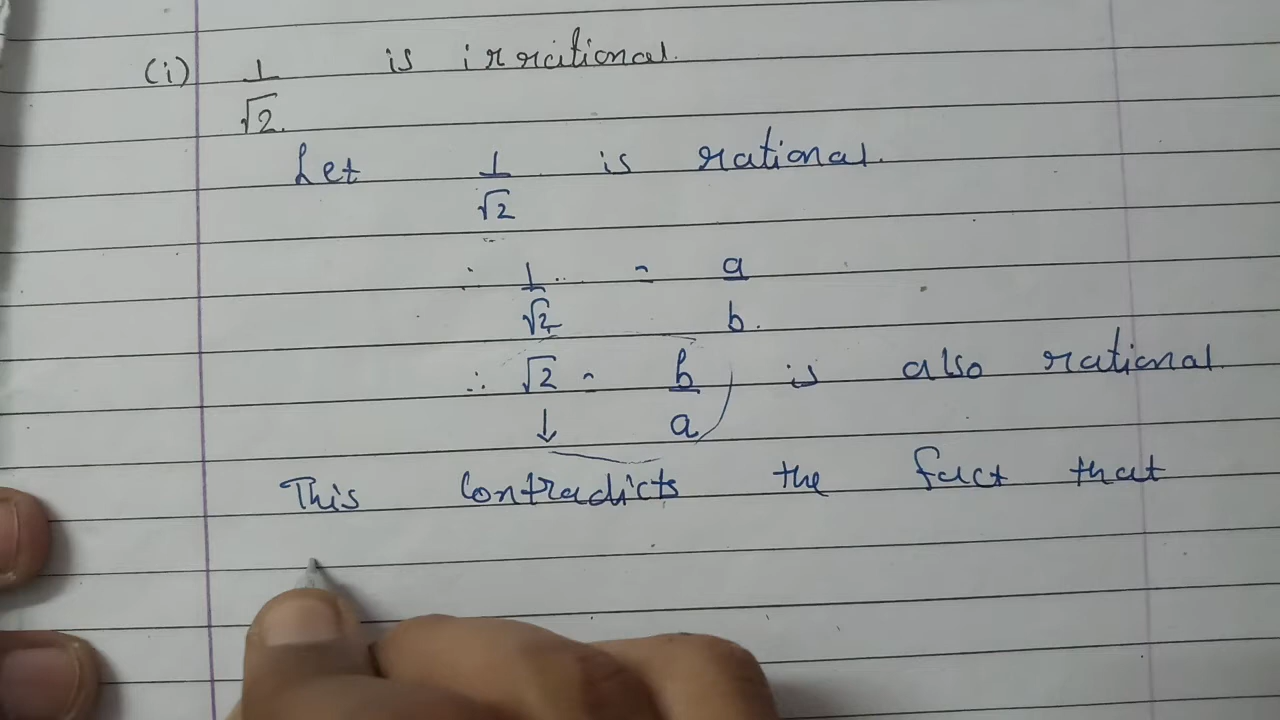 (i) 1/√2 is irrational.
Let 1/√2 is rational.
∴ 1/√2 = a/b.
∴ √2 = b/a is also rational.
↓
This contradicts the fact that